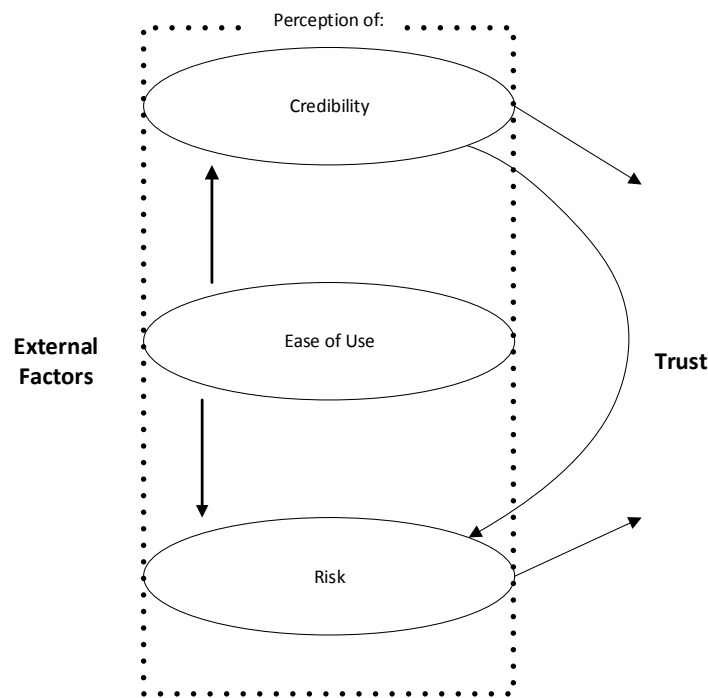 Perception of:
Credibility
Ease of Use
External
Factors
Trust
Risk